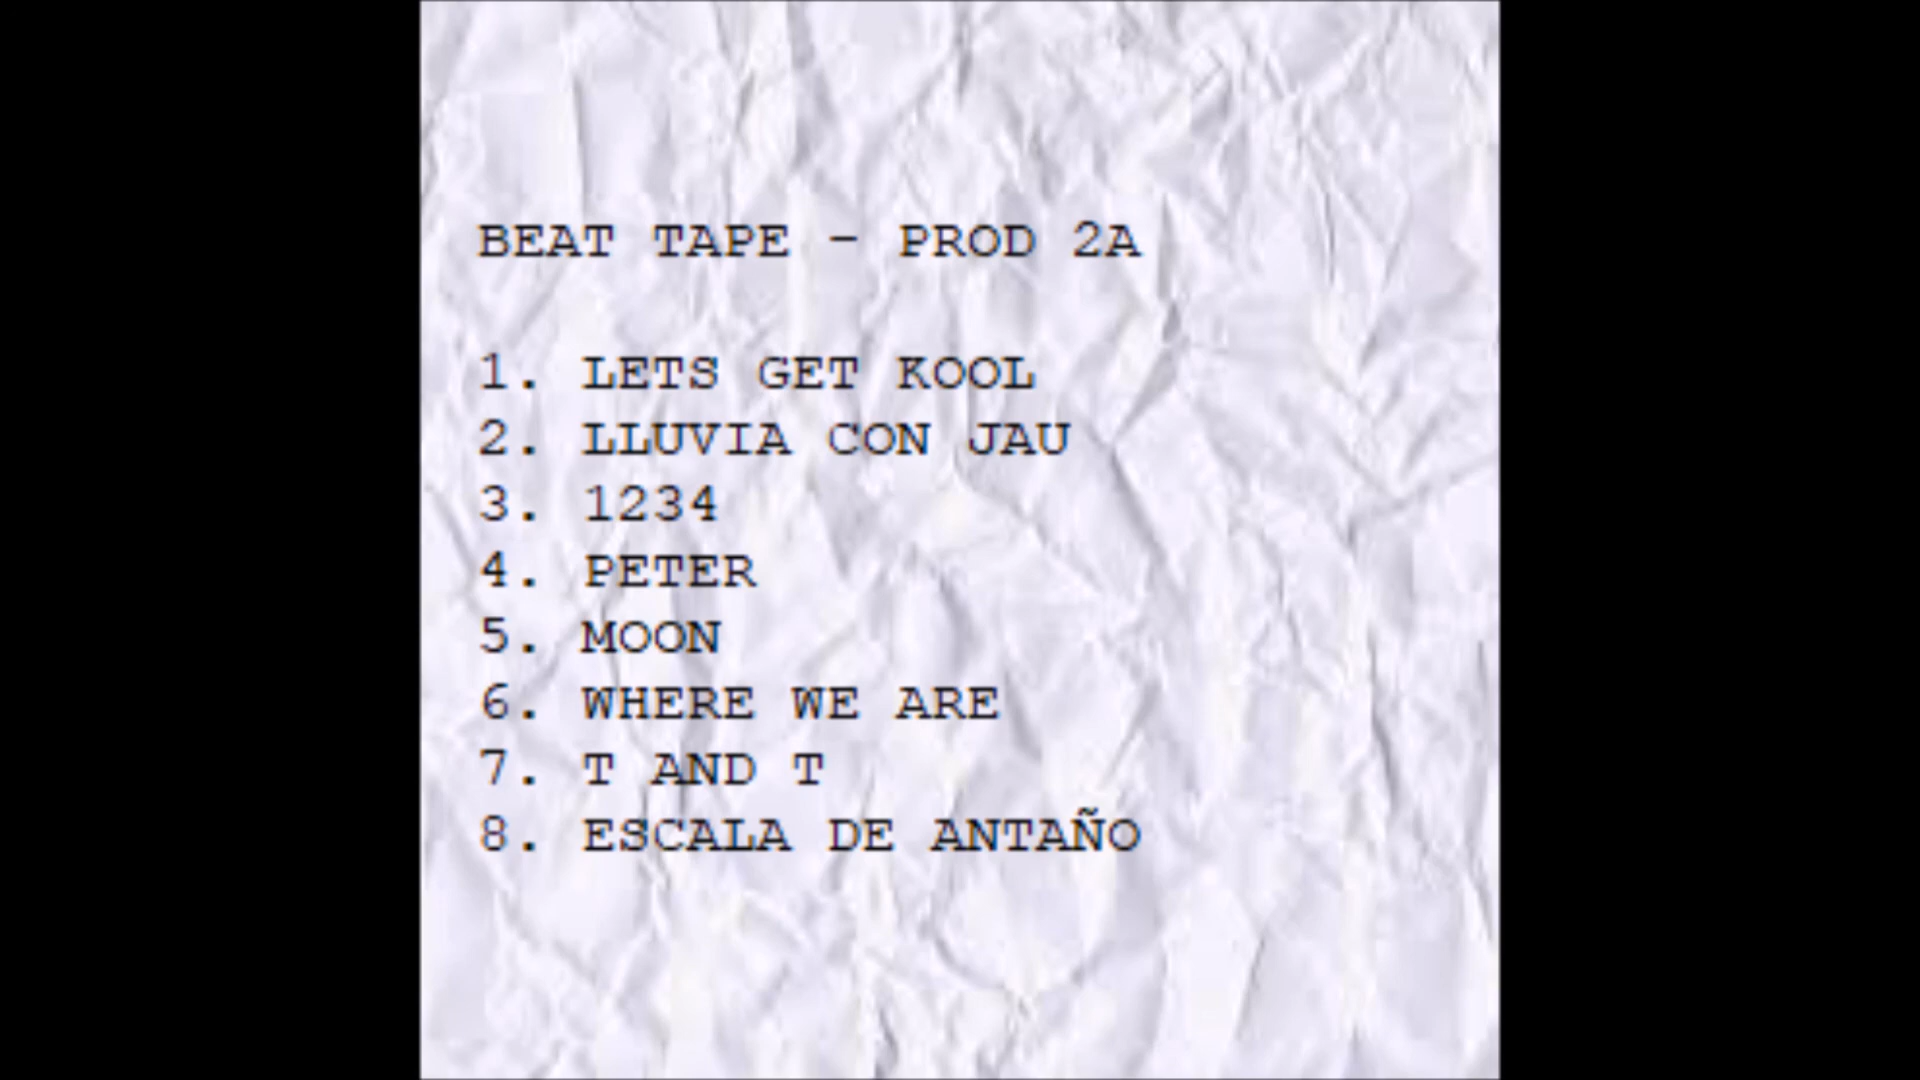 BEAT TAPE - PROD 2A
1. LETS GET KOOL
2. LLUVIA CON JAU
3. 1234
4. PETER
5. MOON
6. WHERE WE ARE
7. T AND T
8. ESCALA DE ANTAÑO